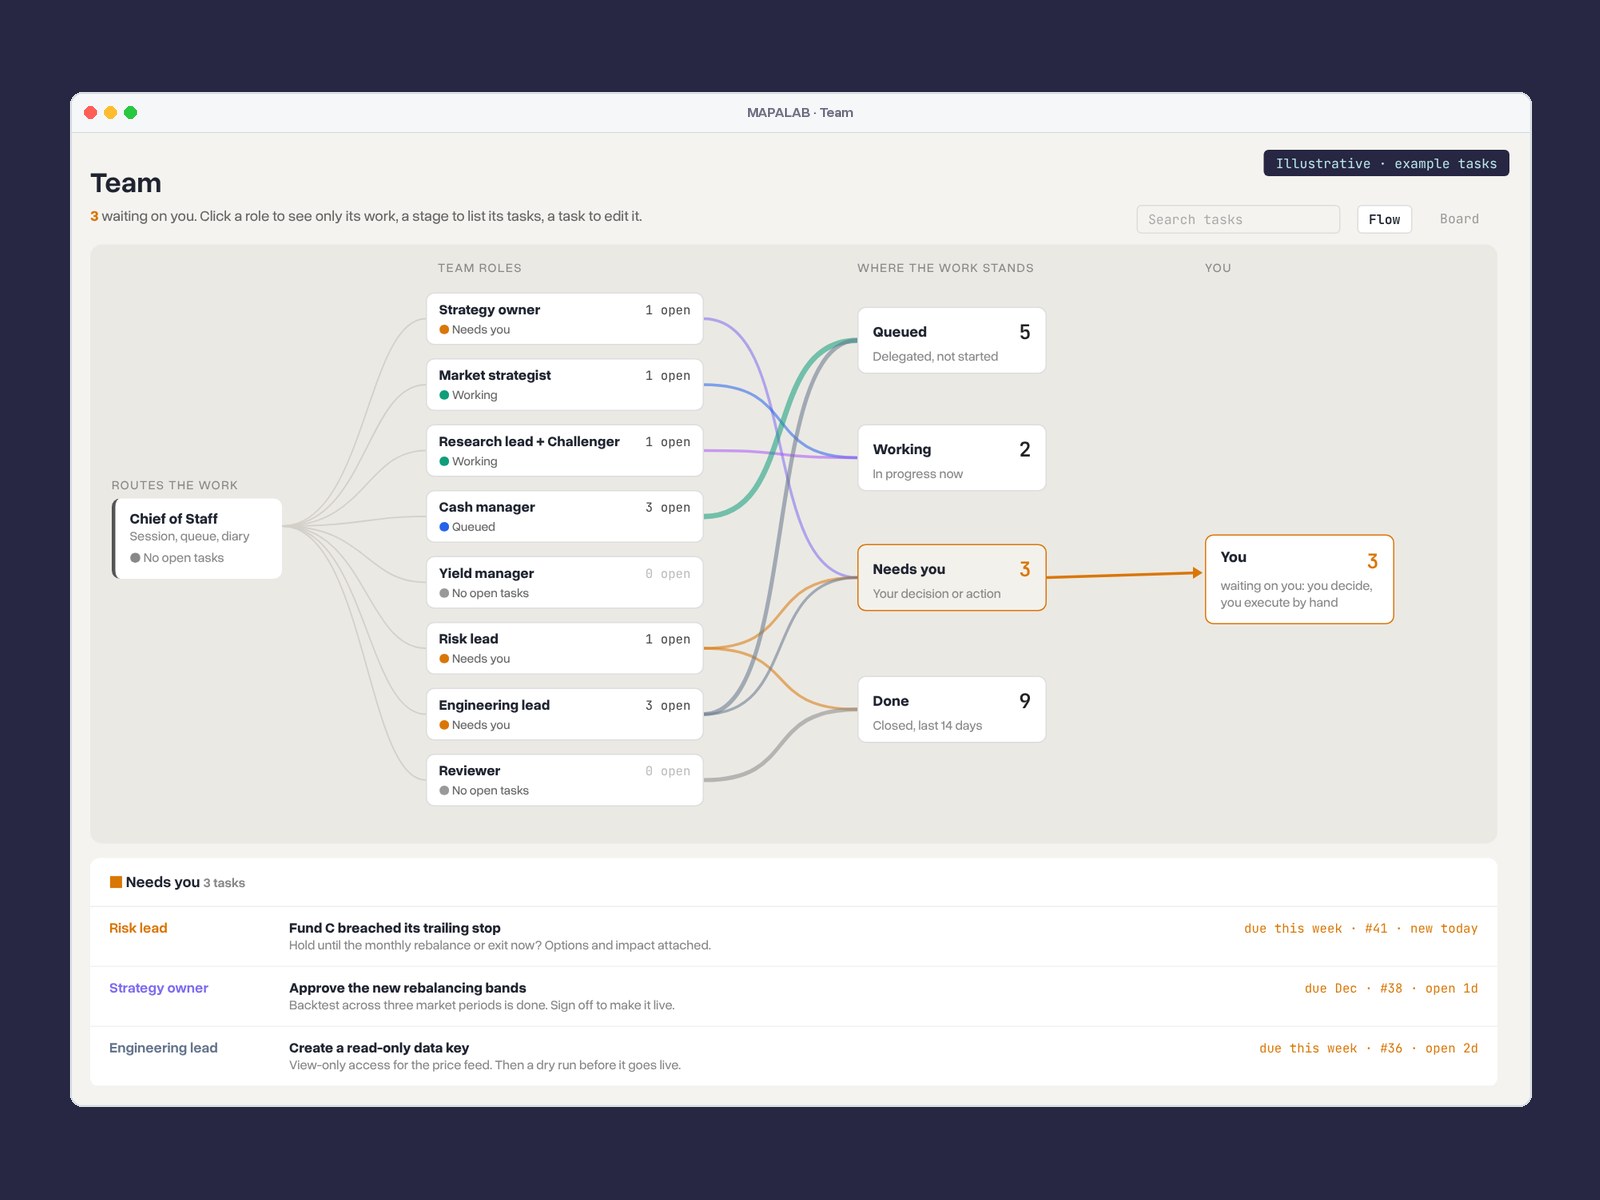 MAPALAB · Team
Illustrative · example tasks
Team
3 waiting on you. Click a role to see only its work, a stage to list its tasks, a task to edit it.
Search tasks
Flow
Board
TEAM ROLES
WHERE THE WORK STANDS
YOU
ROUTES THE WORK
Chief of Staff
Session, queue, diary
No open tasks
Strategy owner 1 open
Needs you
Market strategist 1 open
Working
Research lead + Challenger 1 open
Working
Cash manager 3 open
Queued
Yield manager 0 open
No open tasks
Risk lead 1 open
Needs you
Engineering lead 3 open
Needs you
Reviewer 0 open
No open tasks
Queued 5
Delegated, not started
Working 2
In progress now
Needs you 3
Your decision or action
Done 9
Closed, last 14 days
You 3
waiting on you: you decide,
you execute by hand
Needs you 3 tasks
Risk lead
Fund C breached its trailing stop
Hold until the monthly rebalance or exit now? Options and impact attached.
due this week · #41 · new today
Strategy owner
Approve the new rebalancing bands
Backtest across three market periods is done. Sign off to make it live.
due Dec · #38 · open 1d
Engineering lead
Create a read-only data key
View-only access for the price feed. Then a dry run before it goes live.
due this week · #36 · open 2d